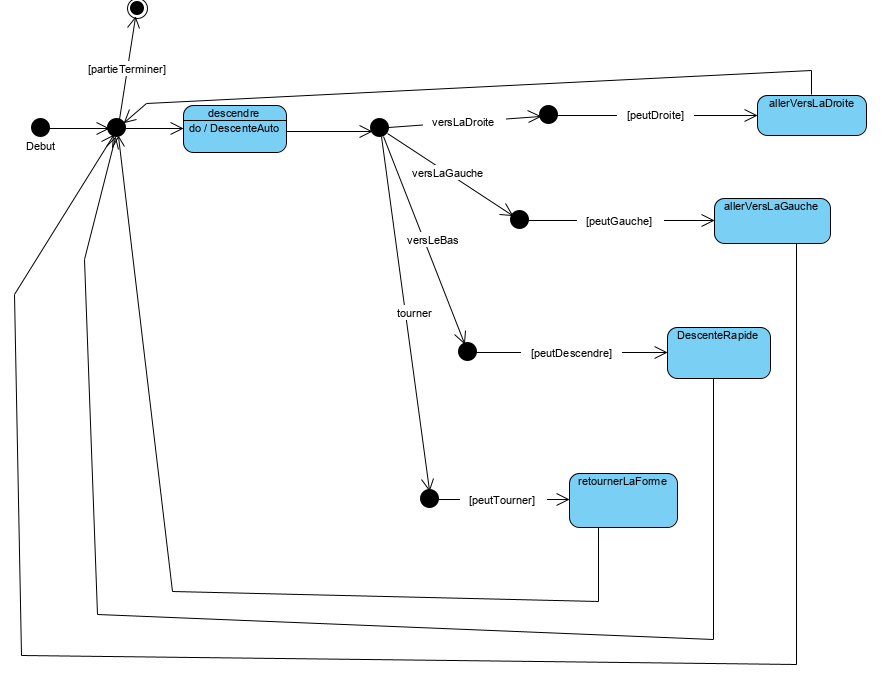 [partieTerminer]
Debut
descendre
do / DescenteAuto
versLaDroite
[peutDroite]
allerVersLaDroite
versLaGauche
[peutGauche]
allerVersLaGauche
versLeBas
[peutDescendre]
DescenteRapide
tourner
[peutTourner]
retournerLaForme